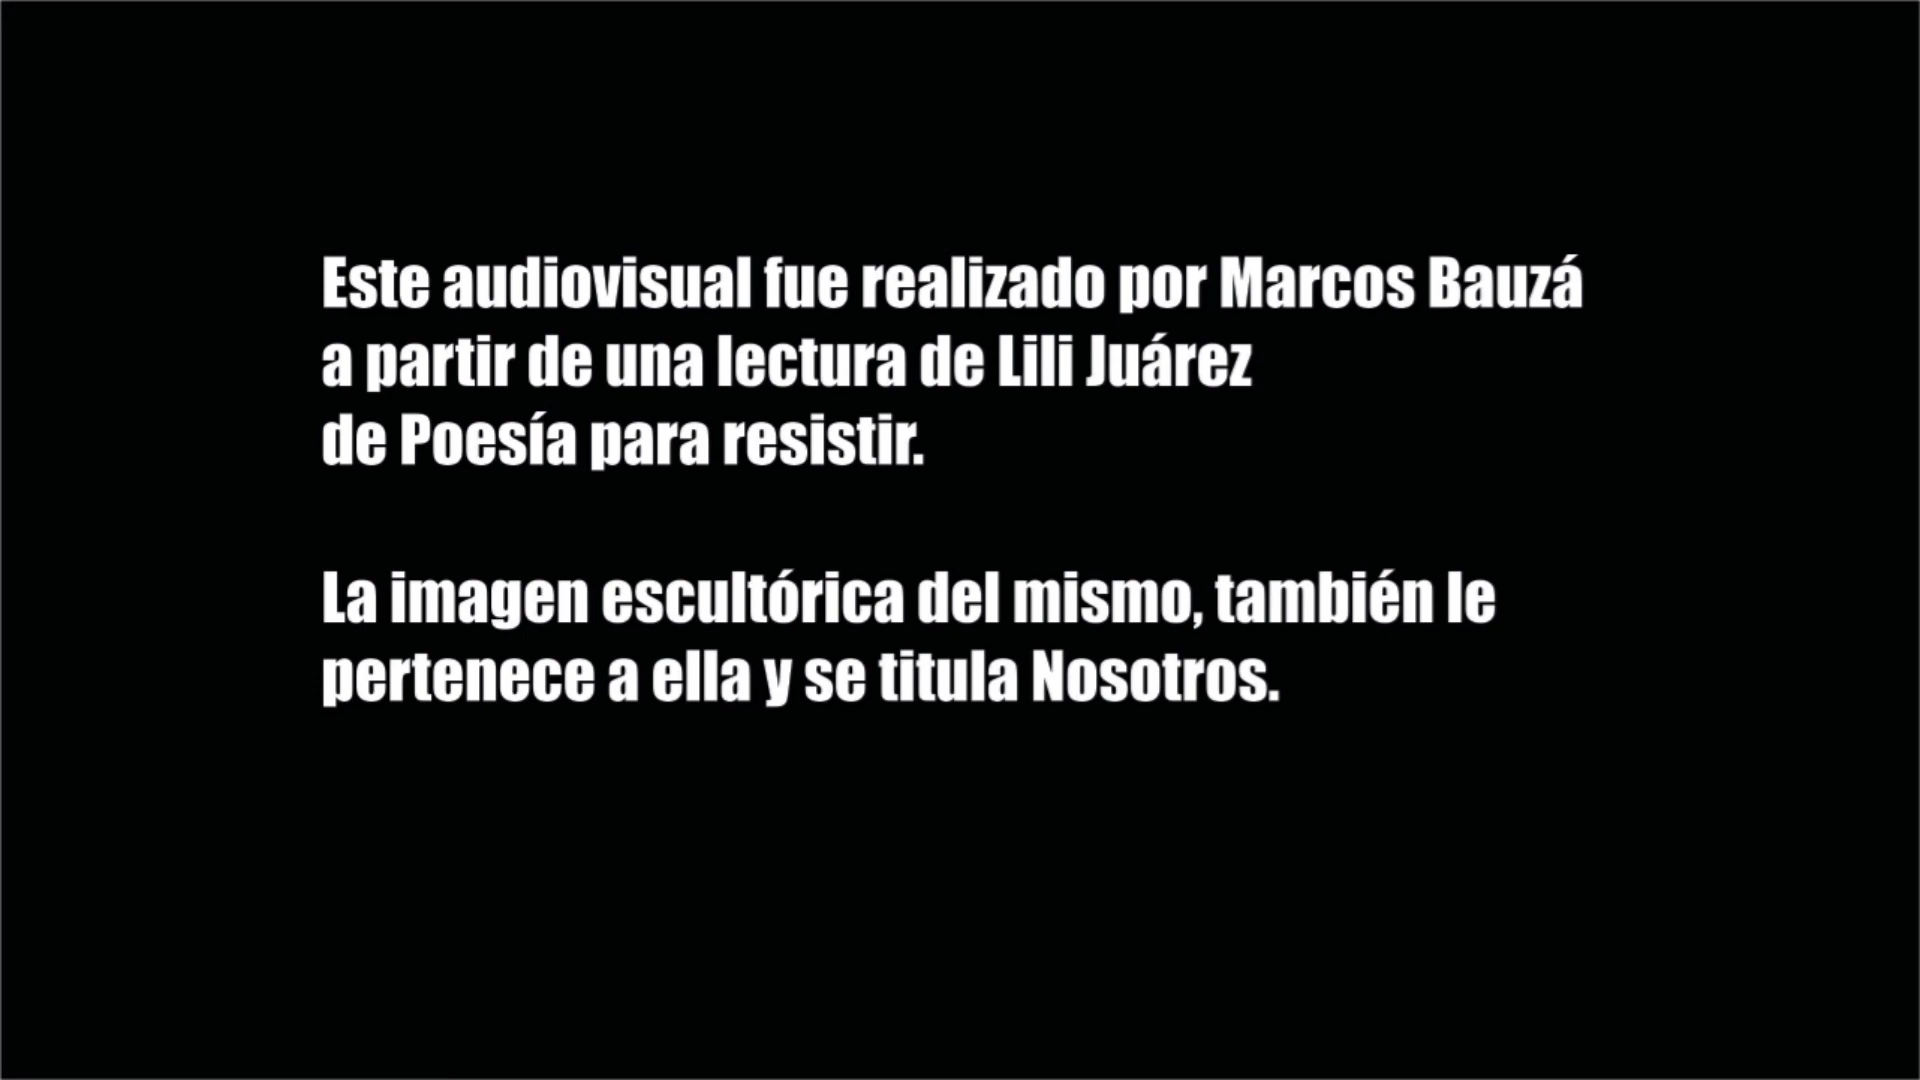 Este audiovisual fue realizado por Marcos Bauzá
a partir de una lectura de Lili Juárez
de Poesía para resistir.
La imagen escultórica del mismo, también le
pertenece a ella y se titula Nosotros.